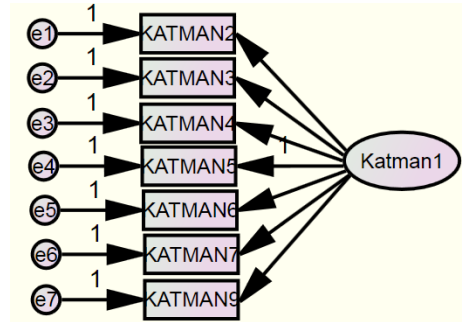 1
e1 KATMAN2
1
e2 KATMAN3
1
e3 KATMAN4
1
1
e4 KATMAN5
Katman1
1
e5 KATMAN6
1
e6 KATMAN7
1
e7 KATMAN9